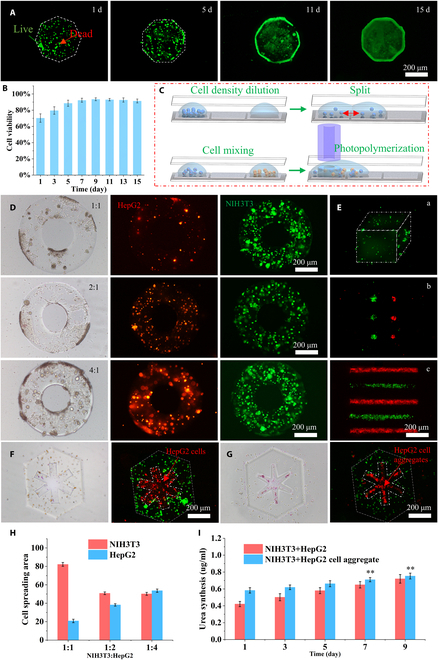 A
1 d
5 d
11 d
15 d
Live
Dead
200 μm
B
Cell viability
100%
80%
60%
40%
20%
0%
1 3 5 7 9 11 13 15
Time (day)
C
Cell density dilution
Split
Cell mixing
Photopolymerization
D
1:1
HepG2
NIH3T3
200 μm
E
a
2:1
200 μm
b
4:1
200 μm
c
200 μm
F
HepG2 cells
200 μm
G
HepG2 cell
aggregates
200 μm
H
NIH3T3
HepG2
Cell spreading area
100
80
60
40
20
0
1:1 1:2 1:4
NIH3T3:HepG2
I
NIH3T3+HepG2
NIH3T3+HepG2 cell aggregate
Urea synthesis (ug/ml)
1.6
1.2
0.8
0.4
0.0
** **
1 3 5 7 9
Time (day)